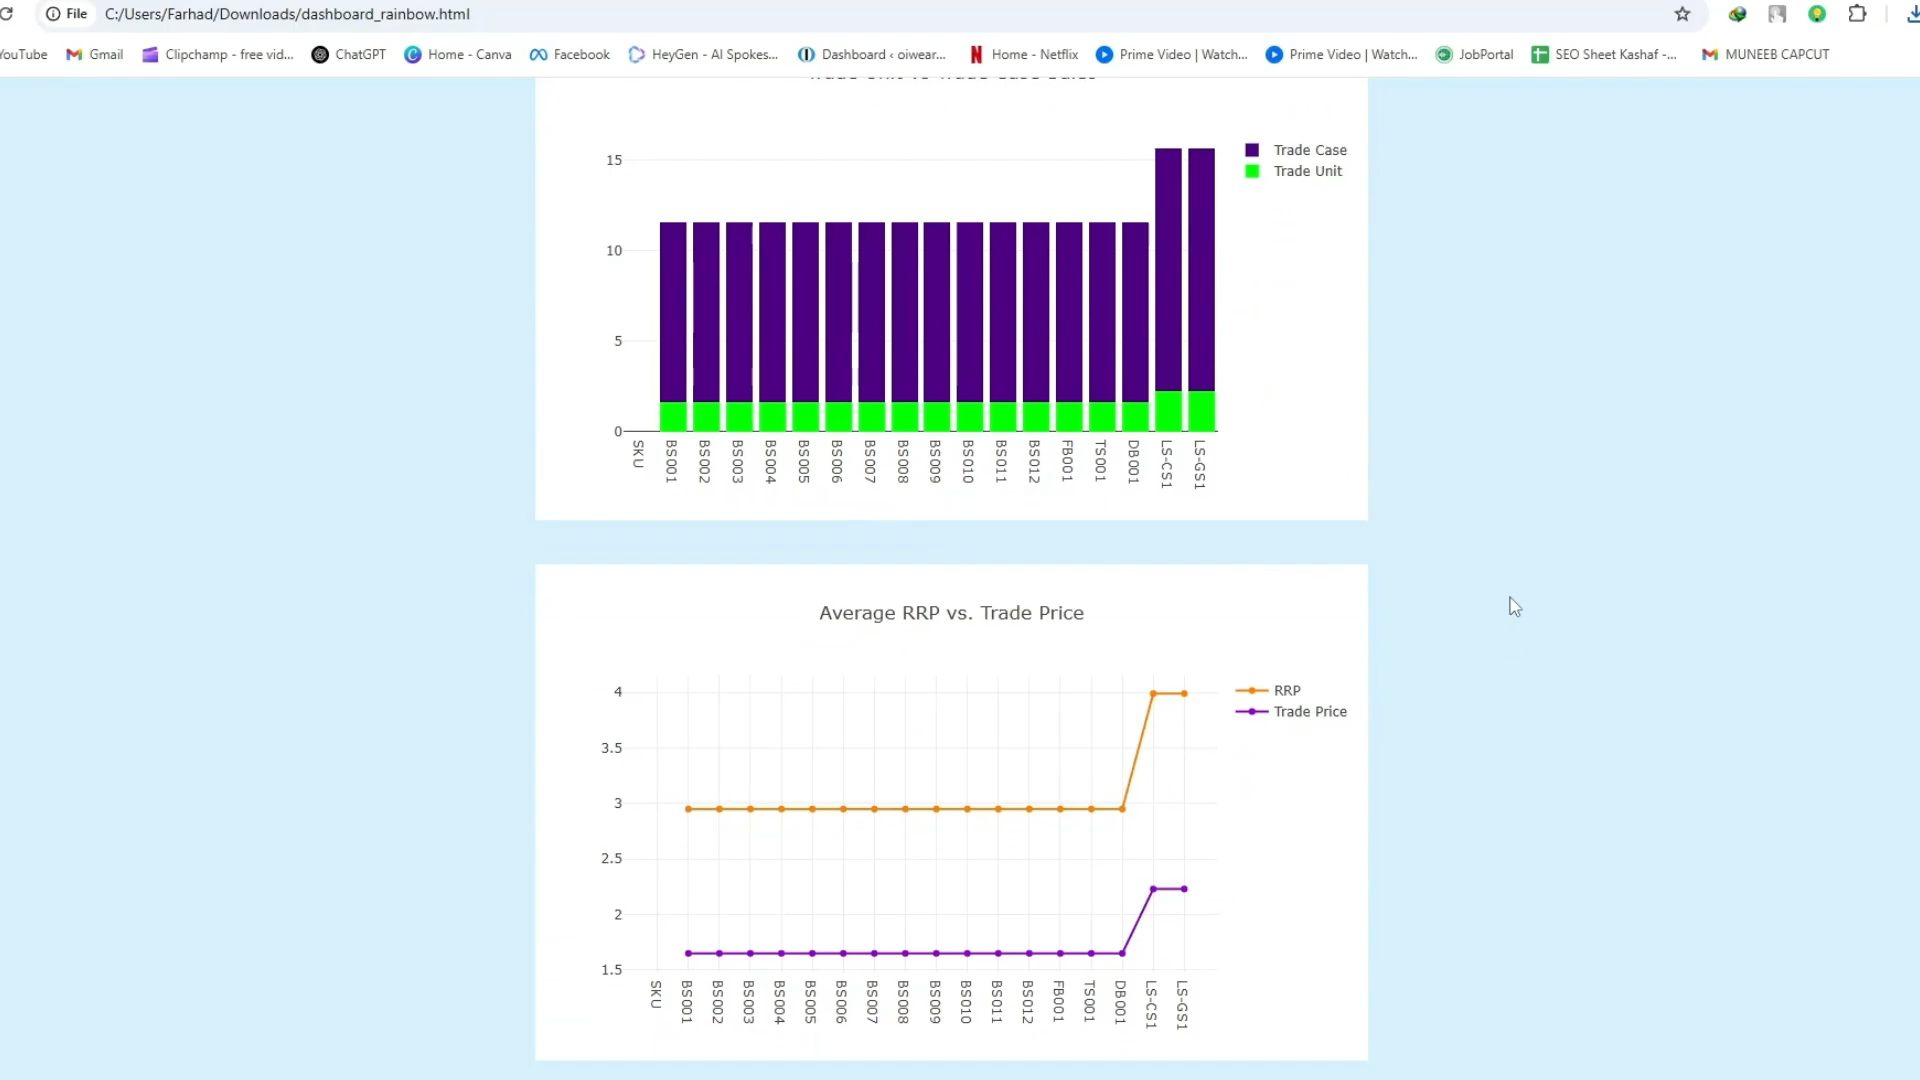 File C:/Users/Farhad/Downloads/dashboard_rainbow.html
YouTube Gmail Clipchamp - free vid... ChatGPT Home - Canva Facebook HeyGen - AI Spokes... Dashboard ‹ oiwear... Home - Netflix Prime Video | Watch... Prime Video | Watch... JobPortal SEO Sheet Kashaf -... MUNEEB CAPCUT
15
10
5
0
Trade Case
Trade Unit
SKU BS001 BS002 BS003 BS004 BS005 BS006 BS007 BS008 BS009 BS010 BS011 BS012 FB001 TS001 DB001 LS-CS1 LS-GS1
Average RRP vs. Trade Price
4
3.5
3
2.5
2
1.5
RRP
Trade Price
SKU BS001 BS002 BS003 BS004 BS005 BS006 BS007 BS008 BS009 BS010 BS011 BS012 FB001 TS001 DB001 LS-CS1 LS-GS1